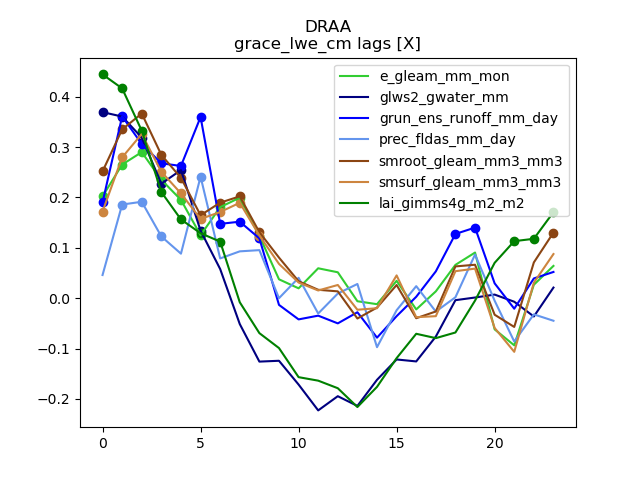 DRAA
grace_lwe_cm lags [X]
e_gleam_mm_mon
glws2_gwater_mm
grun_ens_runoff_mm_day
prec_fldas_mm_day
smroot_gleam_mm3_mm3
smsurf_gleam_mm3_mm3
lai_gimms4g_m2_m2
0.4
0.3
0.2
0.1
0.0
−0.1
−0.2
0 5 10 15 20